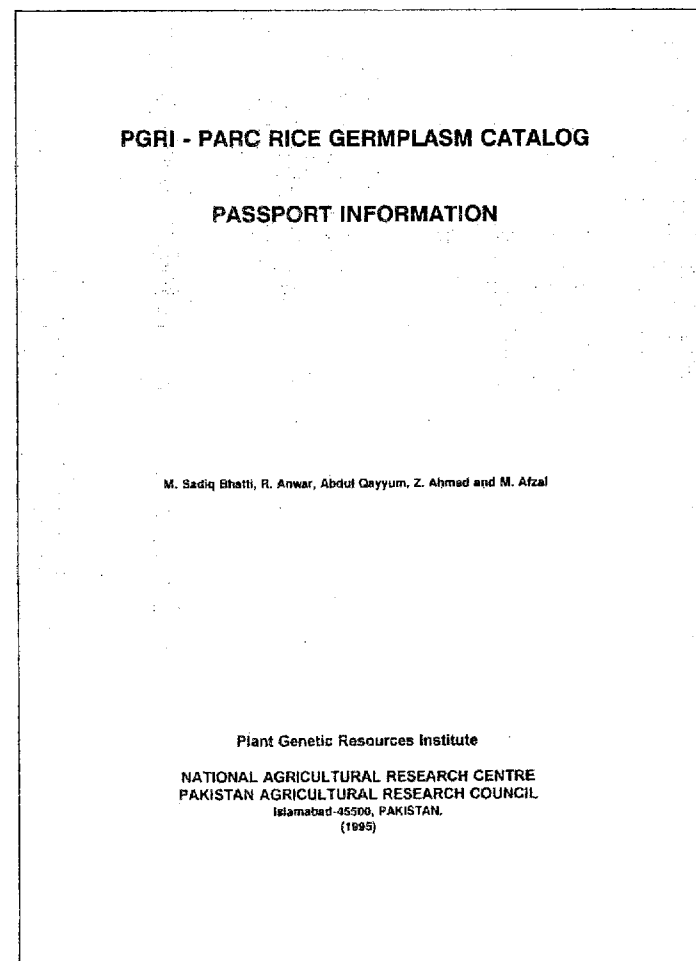 PGRI - PARC RICE GERMPLASM CATALOG
PASSPORT INFORMATION
M. Sadiq Bhatti, R. Anwar, Abdul Qayyum, Z. Ahmad and M. Afzal
Plant Genetic Resources Institute
NATIONAL AGRICULTURAL RESEARCH CENTRE
PAKISTAN AGRICULTURAL RESEARCH COUNCIL
Islamabad-45500, PAKISTAN.
(1995)